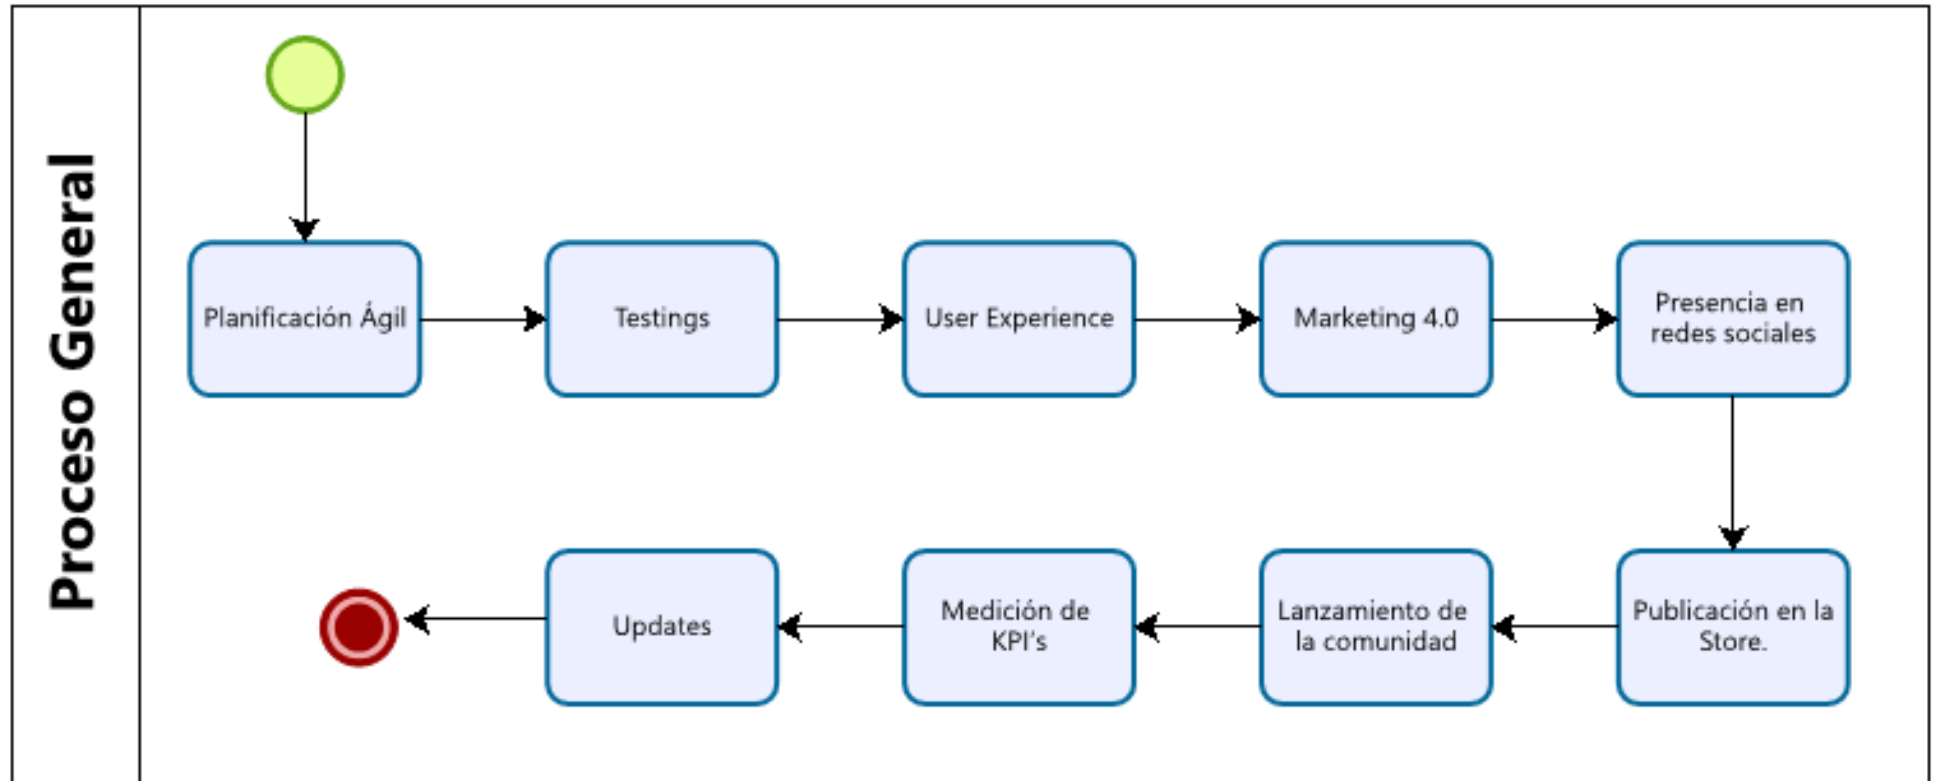 Proceso General
Planificación Ágil
Testings
User Experience
Marketing 4.0
Presencia en
redes sociales
Publicación en la
Store.
Lanzamiento de
la comunidad
Medición de
KPI's
Updates